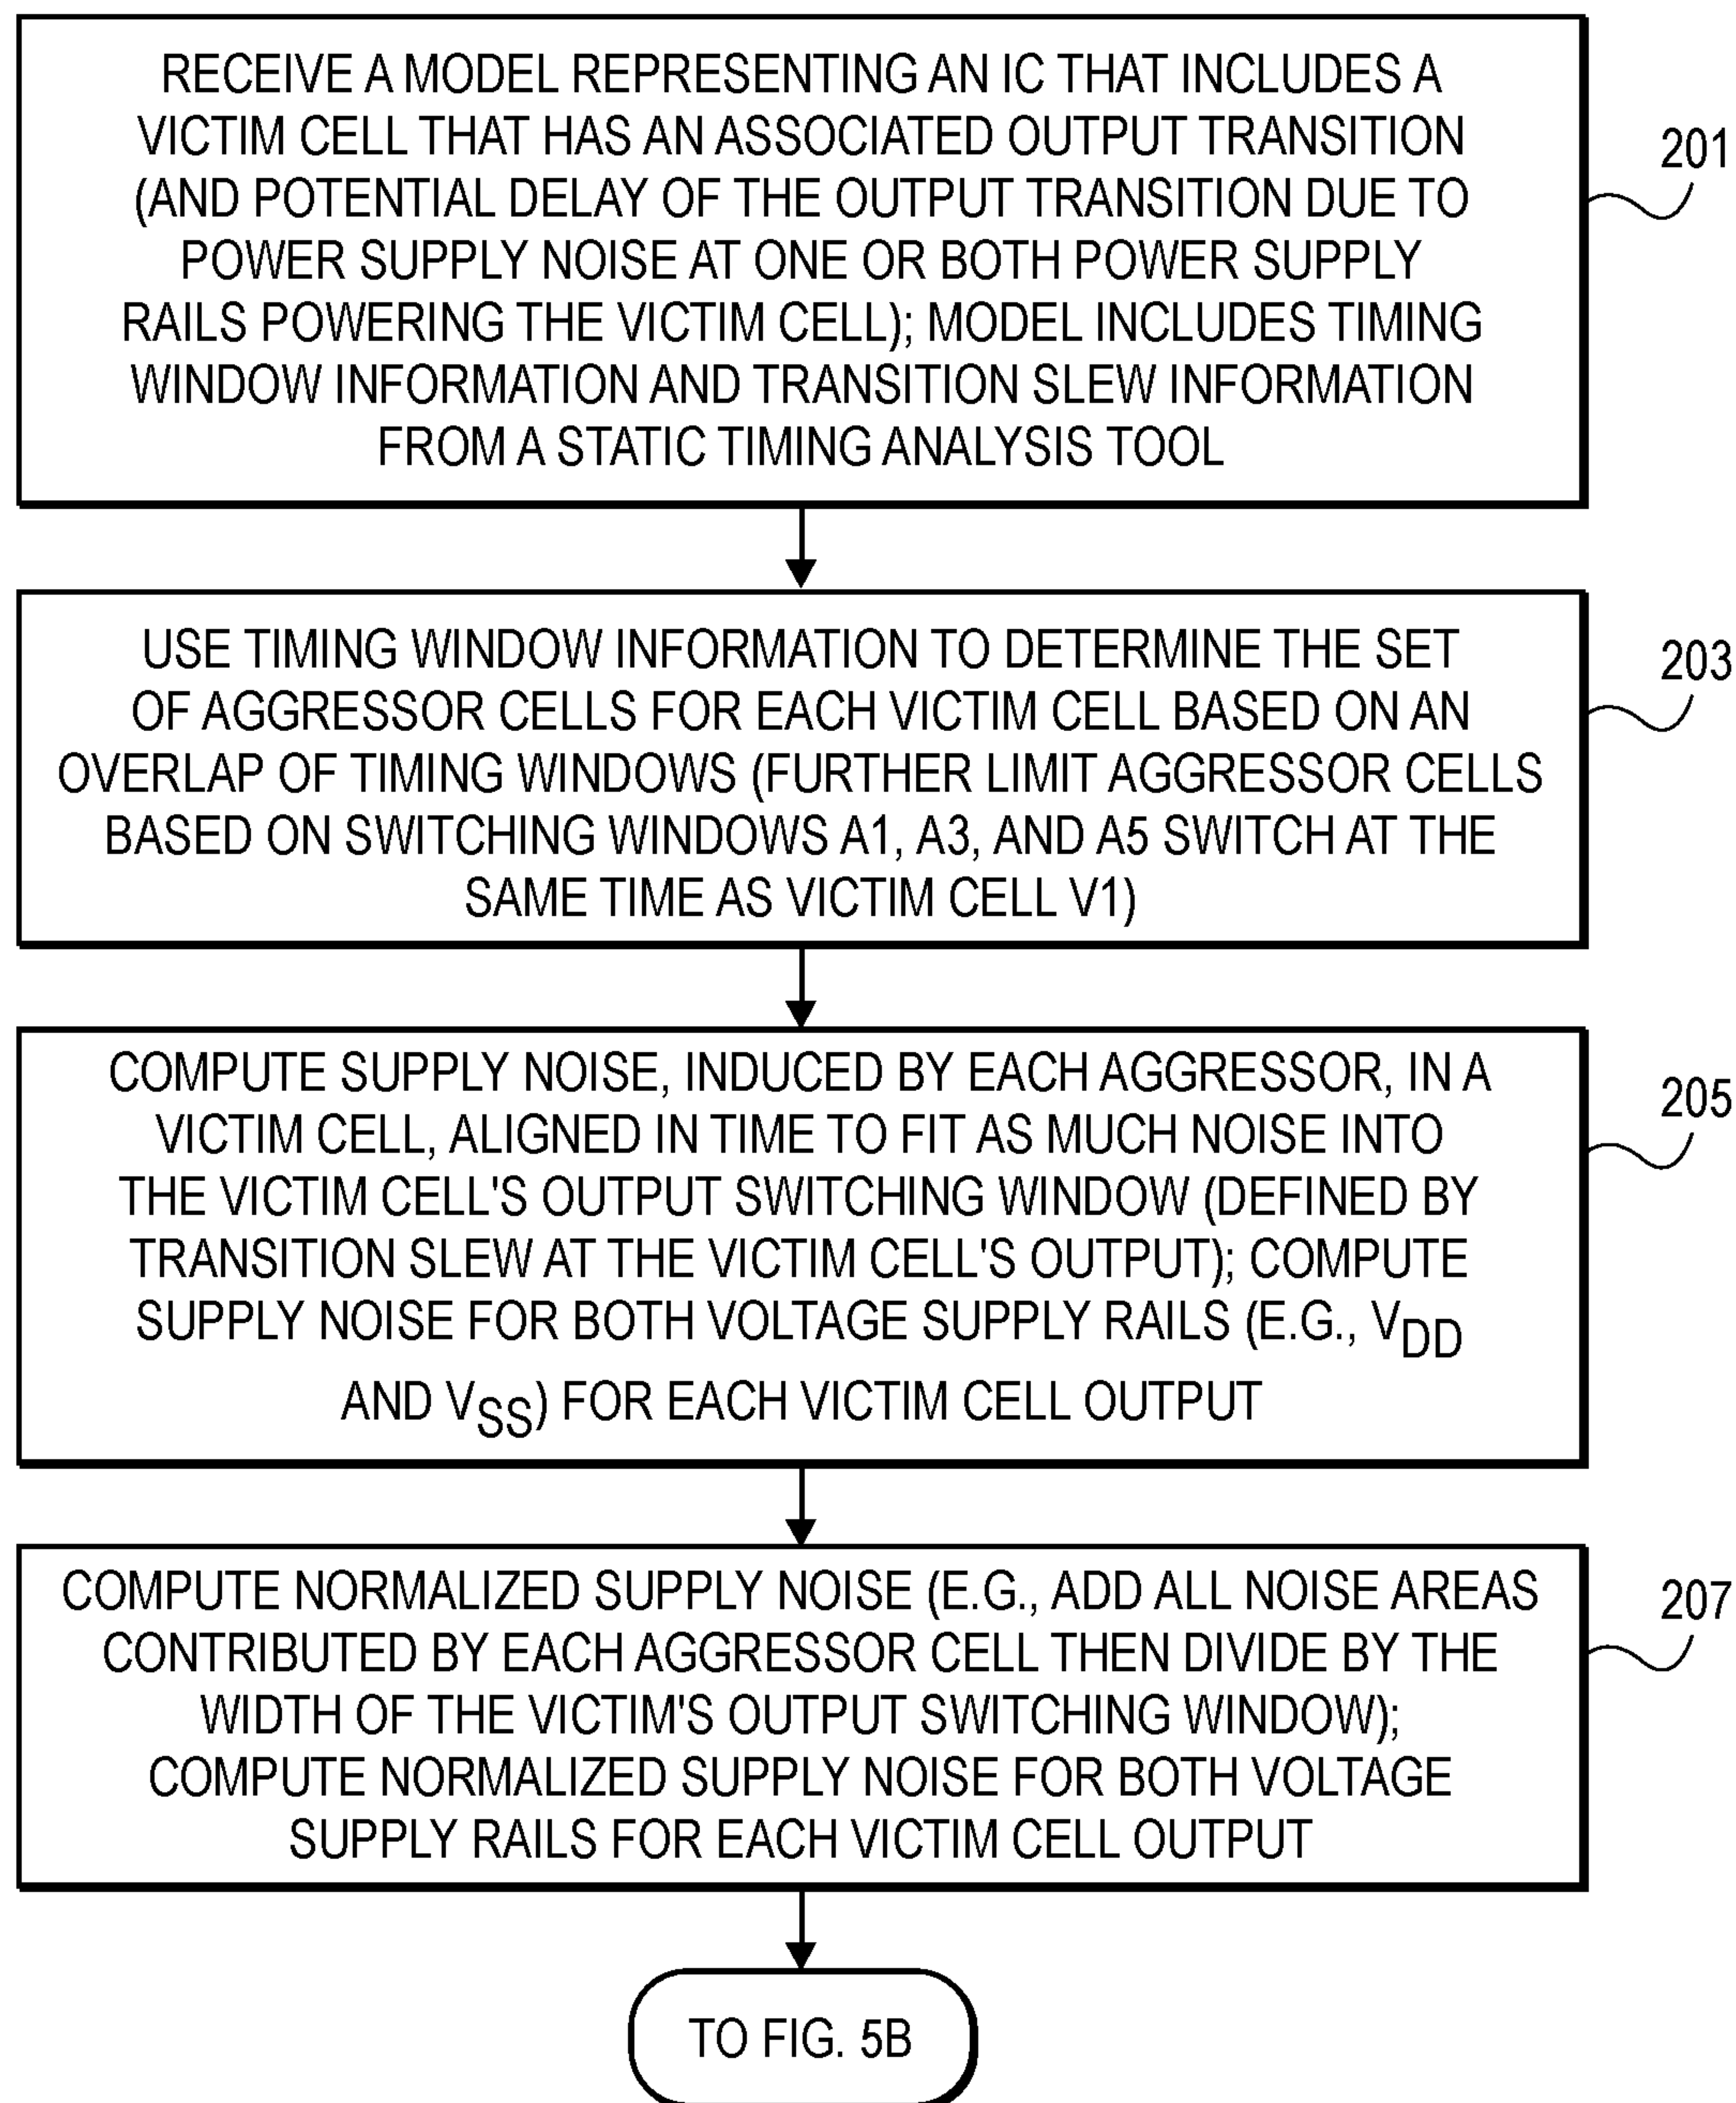 RECEIVE A MODEL REPRESENTING AN IC THAT INCLUDES A
VICTIM CELL THAT HAS AN ASSOCIATED OUTPUT TRANSITION
(AND POTENTIAL DELAY OF THE OUTPUT TRANSITION DUE TO
POWER SUPPLY NOISE AT ONE OR BOTH POWER SUPPLY
RAILS POWERING THE VICTIM CELL); MODEL INCLUDES TIMING
WINDOW INFORMATION AND TRANSITION SLEW INFORMATION
FROM A STATIC TIMING ANALYSIS TOOL
201
USE TIMING WINDOW INFORMATION TO DETERMINE THE SET
OF AGGRESSOR CELLS FOR EACH VICTIM CELL BASED ON AN
OVERLAP OF TIMING WINDOWS (FURTHER LIMIT AGGRESSOR CELLS
BASED ON SWITCHING WINDOWS A1, A3, AND A5 SWITCH AT THE
SAME TIME AS VICTIM CELL V1)
203
COMPUTE SUPPLY NOISE, INDUCED BY EACH AGGRESSOR, IN A
VICTIM CELL, ALIGNED IN TIME TO FIT AS MUCH NOISE INTO
THE VICTIM CELL'S OUTPUT SWITCHING WINDOW (DEFINED BY
TRANSITION SLEW AT THE VICTIM CELL'S OUTPUT); COMPUTE
SUPPLY NOISE FOR BOTH VOLTAGE SUPPLY RAILS (E.G., VDD
AND VSS) FOR EACH VICTIM CELL OUTPUT
205
COMPUTE NORMALIZED SUPPLY NOISE (E.G., ADD ALL NOISE AREAS
CONTRIBUTED BY EACH AGGRESSOR CELL THEN DIVIDE BY THE
WIDTH OF THE VICTIM'S OUTPUT SWITCHING WINDOW);
COMPUTE NORMALIZED SUPPLY NOISE FOR BOTH VOLTAGE
SUPPLY RAILS FOR EACH VICTIM CELL OUTPUT
207
TO FIG. 5B